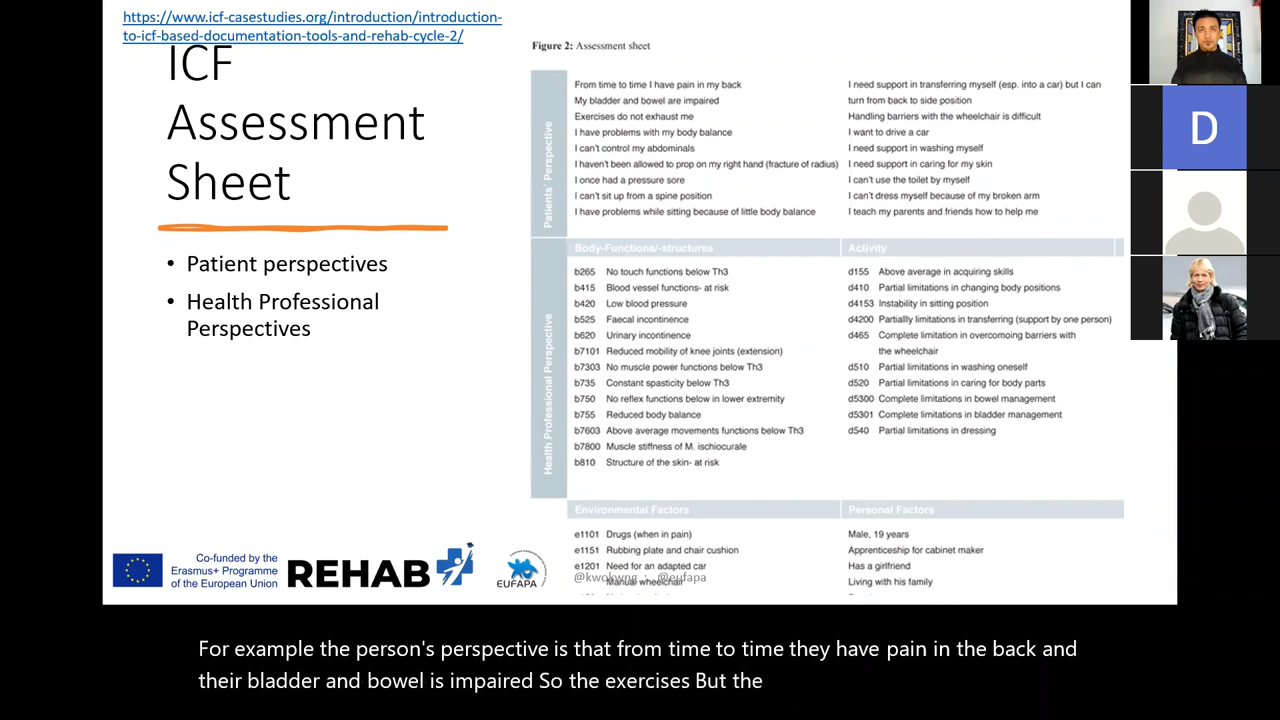 https://www.icf-casestudies.org/introduction/introduction-
to-icf-based-documentation-tools-and-rehab-cycle-2/
ICF
Assessment
Sheet
• Patient perspectives
• Health Professional
Perspectives
Figure 2: Assessment sheet
Patients´ Perspective
From time to time I have pain in my back
My bladder and bowel are impaired
Exercises do not exhaust me
I have problems with my body balance
I can't control my abdominals
I haven't been allowed to prop on my right hand (fracture of radius)
I once had a pressure sore
I can't sit up from a spine position
I have problems while sitting because of little body balance
I need support in transferring myself (esp. into a car) but I can
turn from back to side position
Handling barriers with the wheelchair is difficult
I want to drive a car
I need support in washing myself
I need support in caring for my skin
I can't use the toilet by myself
I can't dress myself because of my broken arm
I teach my parents and friends how to help me
Health Professional Perspective
Body-Functions/-structures
b265 No touch functions below Th3
b415 Blood vessel functions- at risk
b420 Low blood pressure
b525 Faecal incontinence
b620 Urinary incontinence
b7101 Reduced mobility of knee joints (extension)
b7303 No muscle power functions below Th3
b735 Constant spasticity below Th3
b750 No reflex functions below in lower extremity
b755 Reduced body balance
b7603 Above average movements functions below Th3
b7800 Muscle stiffness of M. ischiocurale
b810 Structure of the skin- at risk
Activity
d155 Above average in acquiring skills
d410 Partial limitations in changing body positions
d4153 Instability in sitting position
d4200 Partiallly limitations in transferring (support by one person)
d465 Complete limitation in overcomoing barriers with
the wheelchair
d510 Partial limitations in washing oneself
d520 Partial limitations in caring for body parts
d5300 Complete limitations in bowel management
d5301 Complete limitations in bladder management
d540 Partial limitations in dressing
Environmental Factors
e1101 Drugs (when in pain)
e1151 Rubbing plate and chair cushion
e1201 Need for an adapted car
Manual wheelchair
Personal Factors
Male, 19 years
Apprenticeship for cabinet maker
Has a girlfriend
Living with his family
@kwokwng : @eufapa
Co-funded by the
Erasmus+ Programme
of the European Union
REHAB
EUFAPA
D
For example the person's perspective is that from time to time they have pain in the back and
their bladder and bowel is impaired So the exercises But the